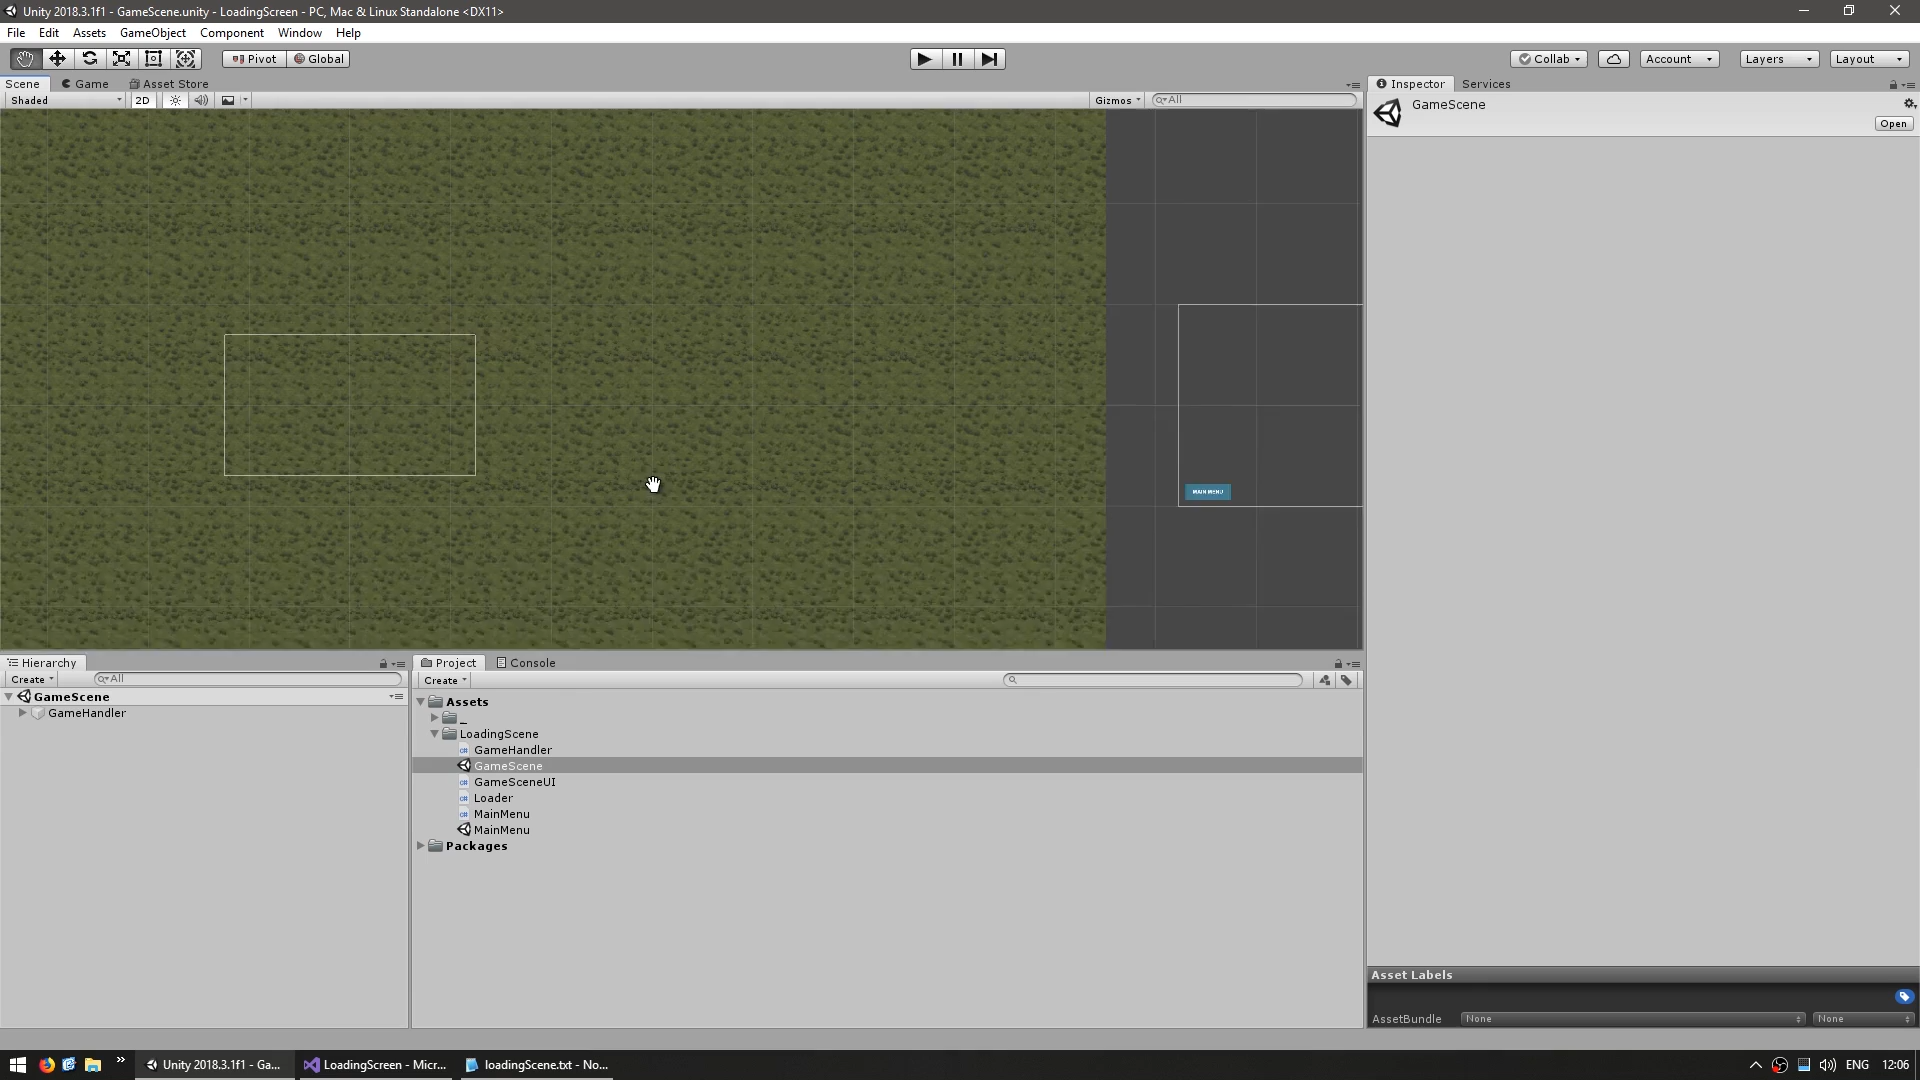 Unity 2018.3.1f1 - GameScene.unity - LoadingScreen - PC, Mac & Linux Standalone <DX11>
File Edit Assets GameObject Component Window Help
Pivot Global Collab Account Layers Layout
Scene Game Asset Store Inspector Services
Shaded 2D Gizmos All
GameScene
Open
MAIN MENU
Hierarchy Project Console
Create All Create
GameScene
GameHandler
Assets
_
LoadingScene
GameHandler
GameScene
GameSceneUI
Loader
MainMenu
MainMenu
Packages
Asset Labels
AssetBundle None None
Unity 2018.3.1f1 - Ga... LoadingScreen - Micr... loadingScene.txt - No... ENG 12:06